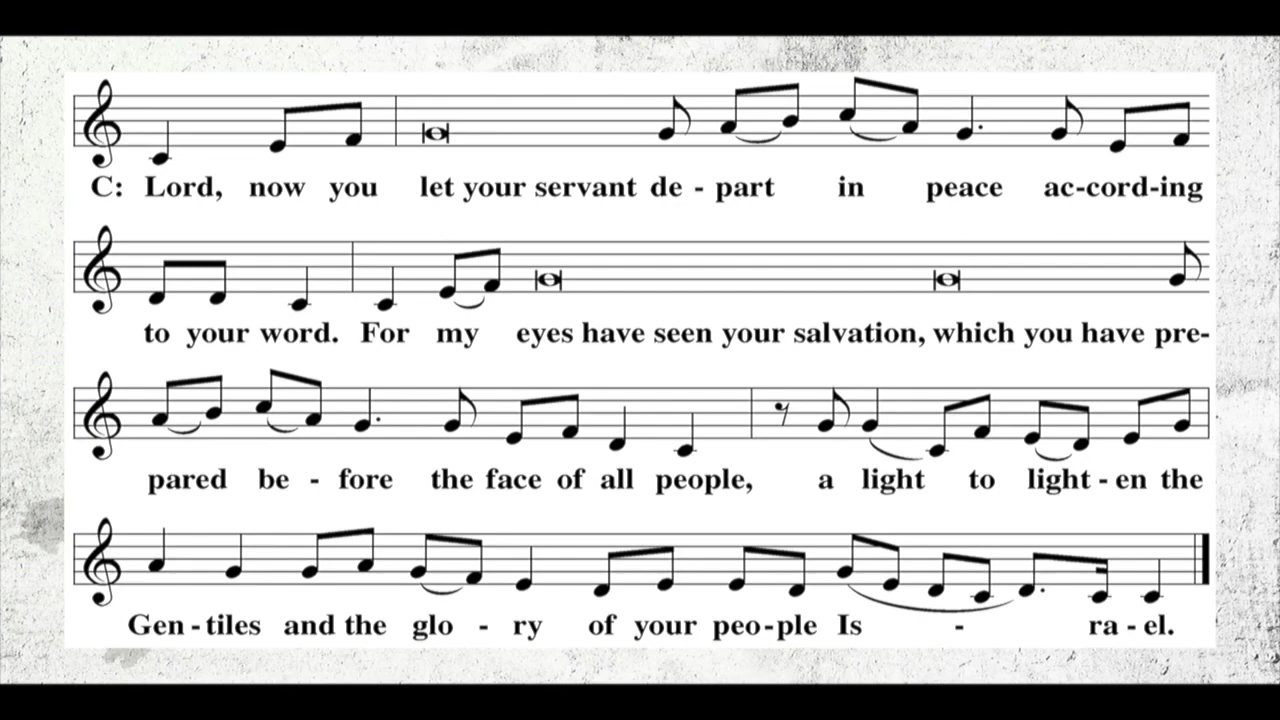 C: Lord, now you let your servant de - part in peace ac-cord-ing
to your word. For my eyes have seen your salvation, which you have pre-
pared be - fore the face of all people, a light to light - en the
Gen - tiles and the glo - ry of your peo - ple Is - ra - el.